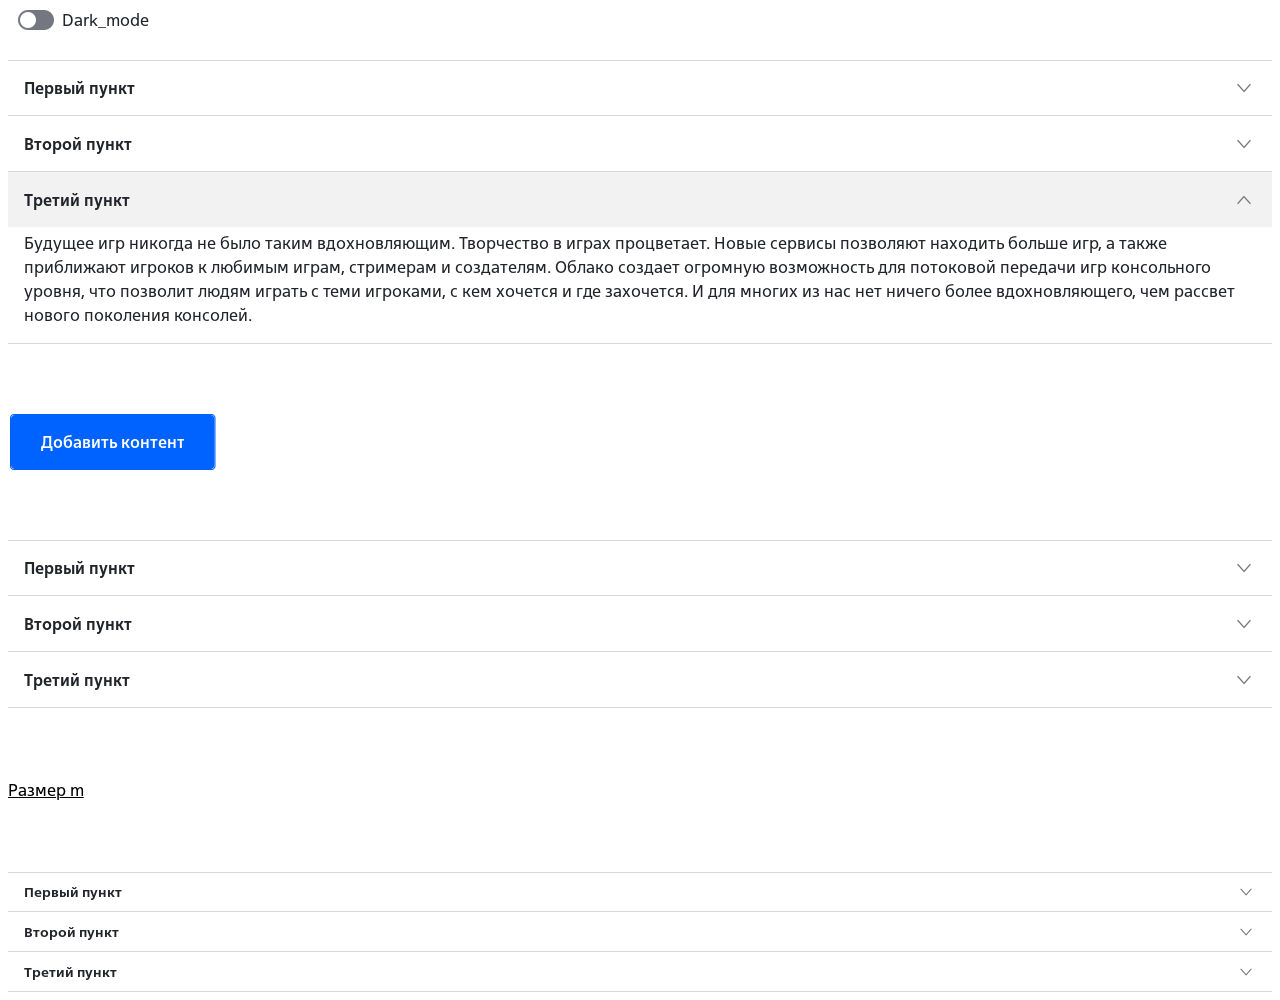 Dark_mode
Первый пункт
Второй пункт
Третий пункт
Будущее игр никогда не было таким вдохновляющим. Творчество в играх процветает. Новые сервисы позволяют находить больше игр, а также
приближают игроков к любимым играм, стримерам и создателям. Облако создает огромную возможность для потоковой передачи игр консольного
уровня, что позволит людям играть с теми игроками, с кем хочется и где захочется. И для многих из нас нет ничего более вдохновляющего, чем рассвет
нового поколения консолей.
Добавить контент
Первый пункт
Второй пункт
Третий пункт
Размер m
Первый пункт
Второй пункт
Третий пункт